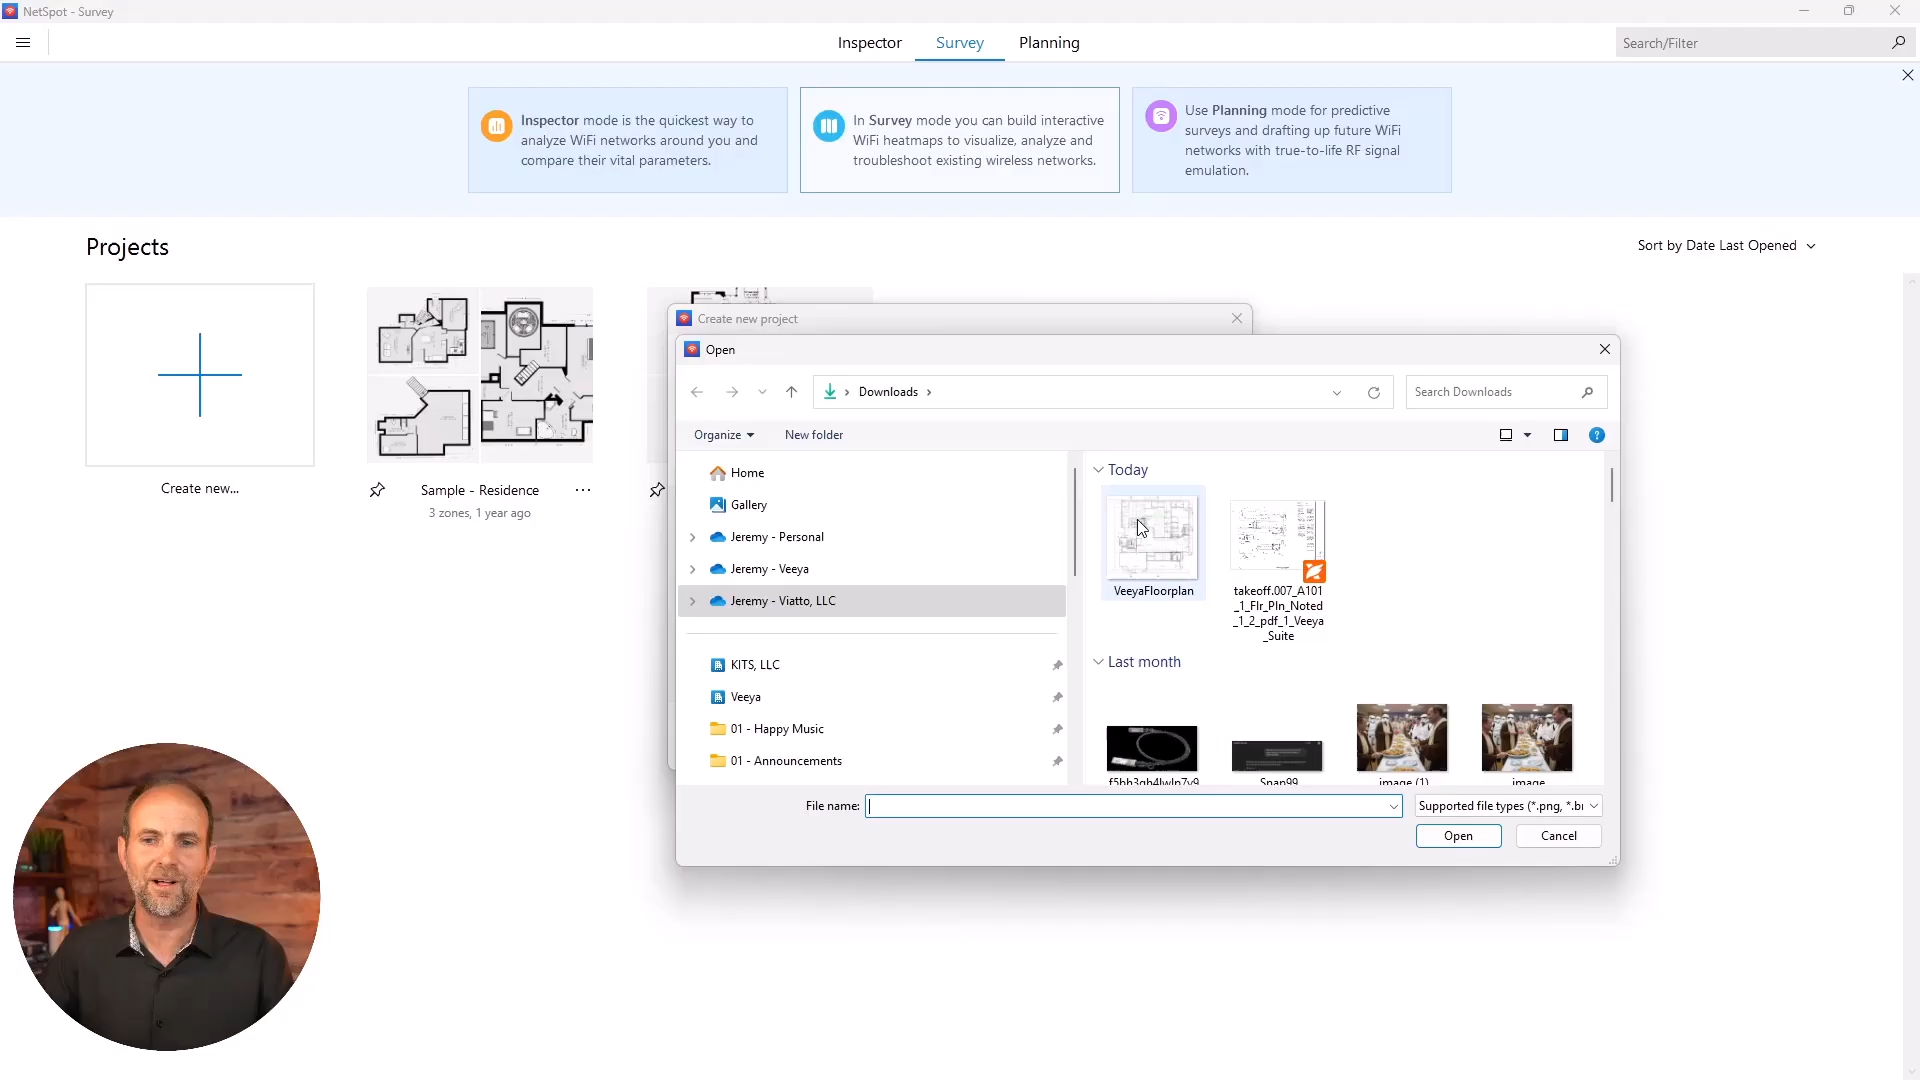 NetSpot - Survey
Inspector
Survey
Planning
Search/Filter
Inspector mode is the quickest way to
analyze WiFi networks around you and
compare their vital parameters.
In Survey mode you can build interactive
WiFi heatmaps to visualize, analyze and
troubleshoot existing wireless networks.
Use Planning mode for predictive
surveys and drafting up future WiFi
networks with true-to-life RF signal
emulation.
Projects
Sort by Date Last Opened
Create new...
Sample - Residence
3 zones, 1 year ago
Create new project
Open
Downloads
Search Downloads
Organize
New folder
Home
Gallery
Jeremy - Personal
Jeremy - Veeya
Jeremy - Viatto, LLC
KITS, LLC
Veeya
01 - Happy Music
01 - Announcements
Today
VeeyaFloorplan
takeoff.007_A101
_1_Flr_Pln_Noted
_1_2_pdf_1_Veeya
_Suite
Last month
Snap99
image (1)
image
File name:
Supported file types (*.png, *.b
Open
Cancel